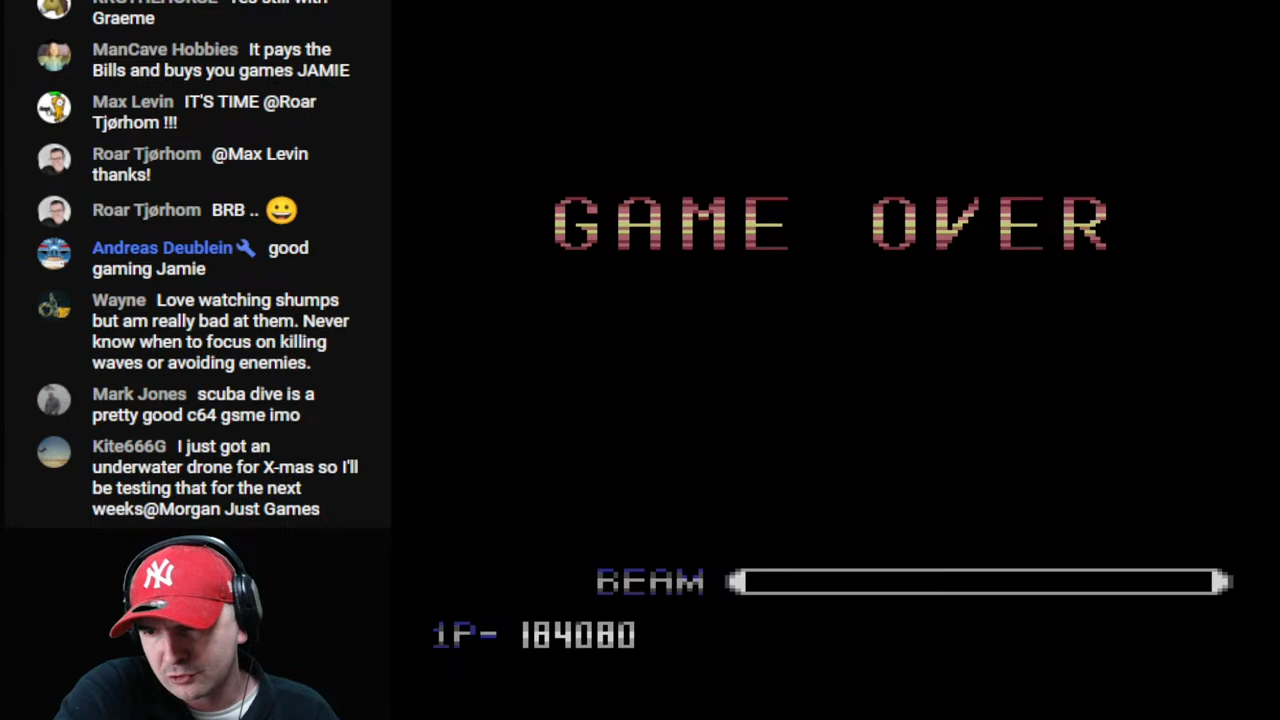 Yes still with
Graeme
ManCave Hobbies It pays the
Bills and buys you games JAMIE
Max Levin IT'S TIME @Roar
Tjørhom !!!
Roar Tjørhom @Max Levin
thanks!
Roar Tjørhom BRB .. 😀
Andreas Deublein good
gaming Jamie
Wayne Love watching shumps
but am really bad at them. Never
know when to focus on killing
waves or avoiding enemies.
Mark Jones scuba dive is a
pretty good c64 gsme imo
Kite666G I just got an
underwater drone for X-mas so I'll
be testing that for the next
weeks@Morgan Just Games
GAME OVER
BEAM
1P- 184080
NY